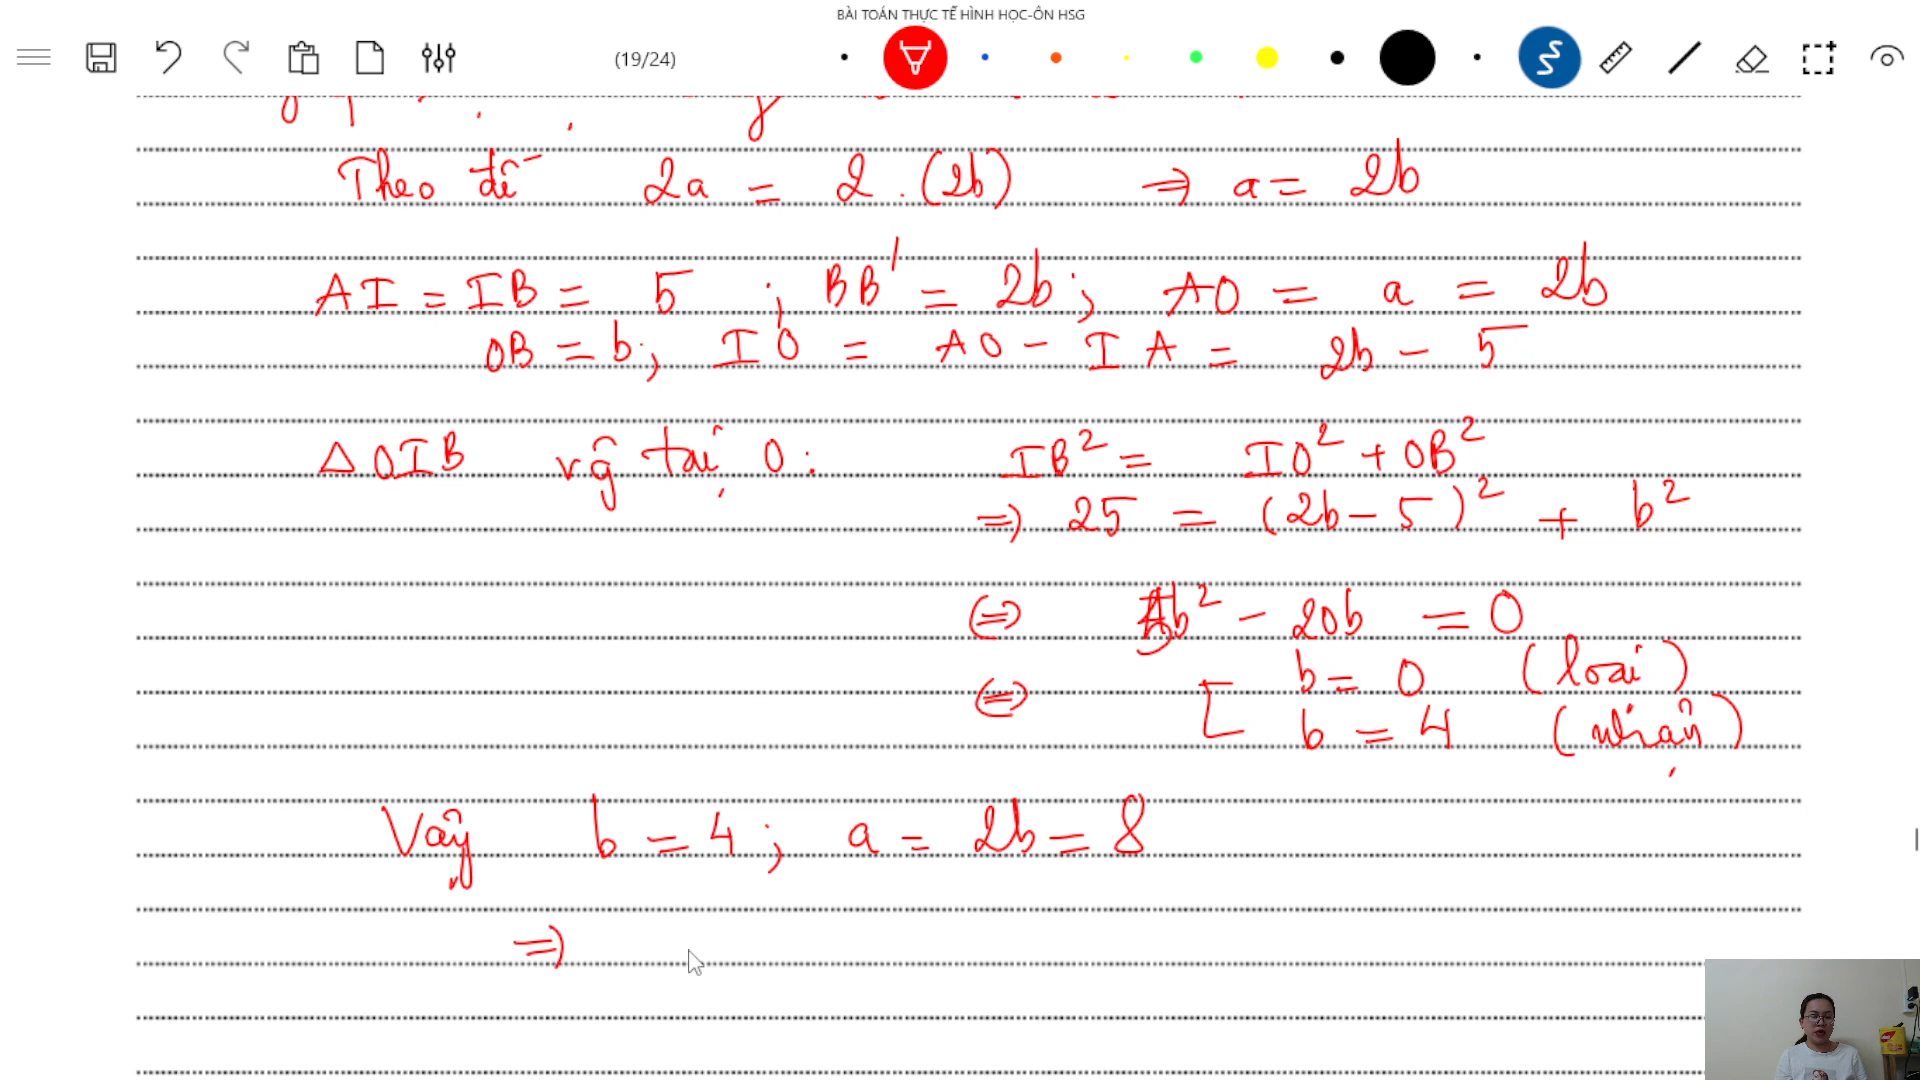 BÀI TOÁN THỰC TẾ HÌNH HỌC-ÔN HSG
(19/24)
Theo đề 2a = 2 . (2b) ⇒ a = 2b
AI = IB = 5 ; BB' = 2b ; AO = a = 2b
OB = b ; IO = AO - IA = 2b - 5
Δ OIB vg tại O : IB² = IO² + OB²
⇒ 25 = (2b - 5)² + b²
⇔ 5b² - 20b = 0
⇔ [ b = 0 (loại)
b = 4 (nhận)
Vậy b = 4 ; a = 2b = 8
⇒